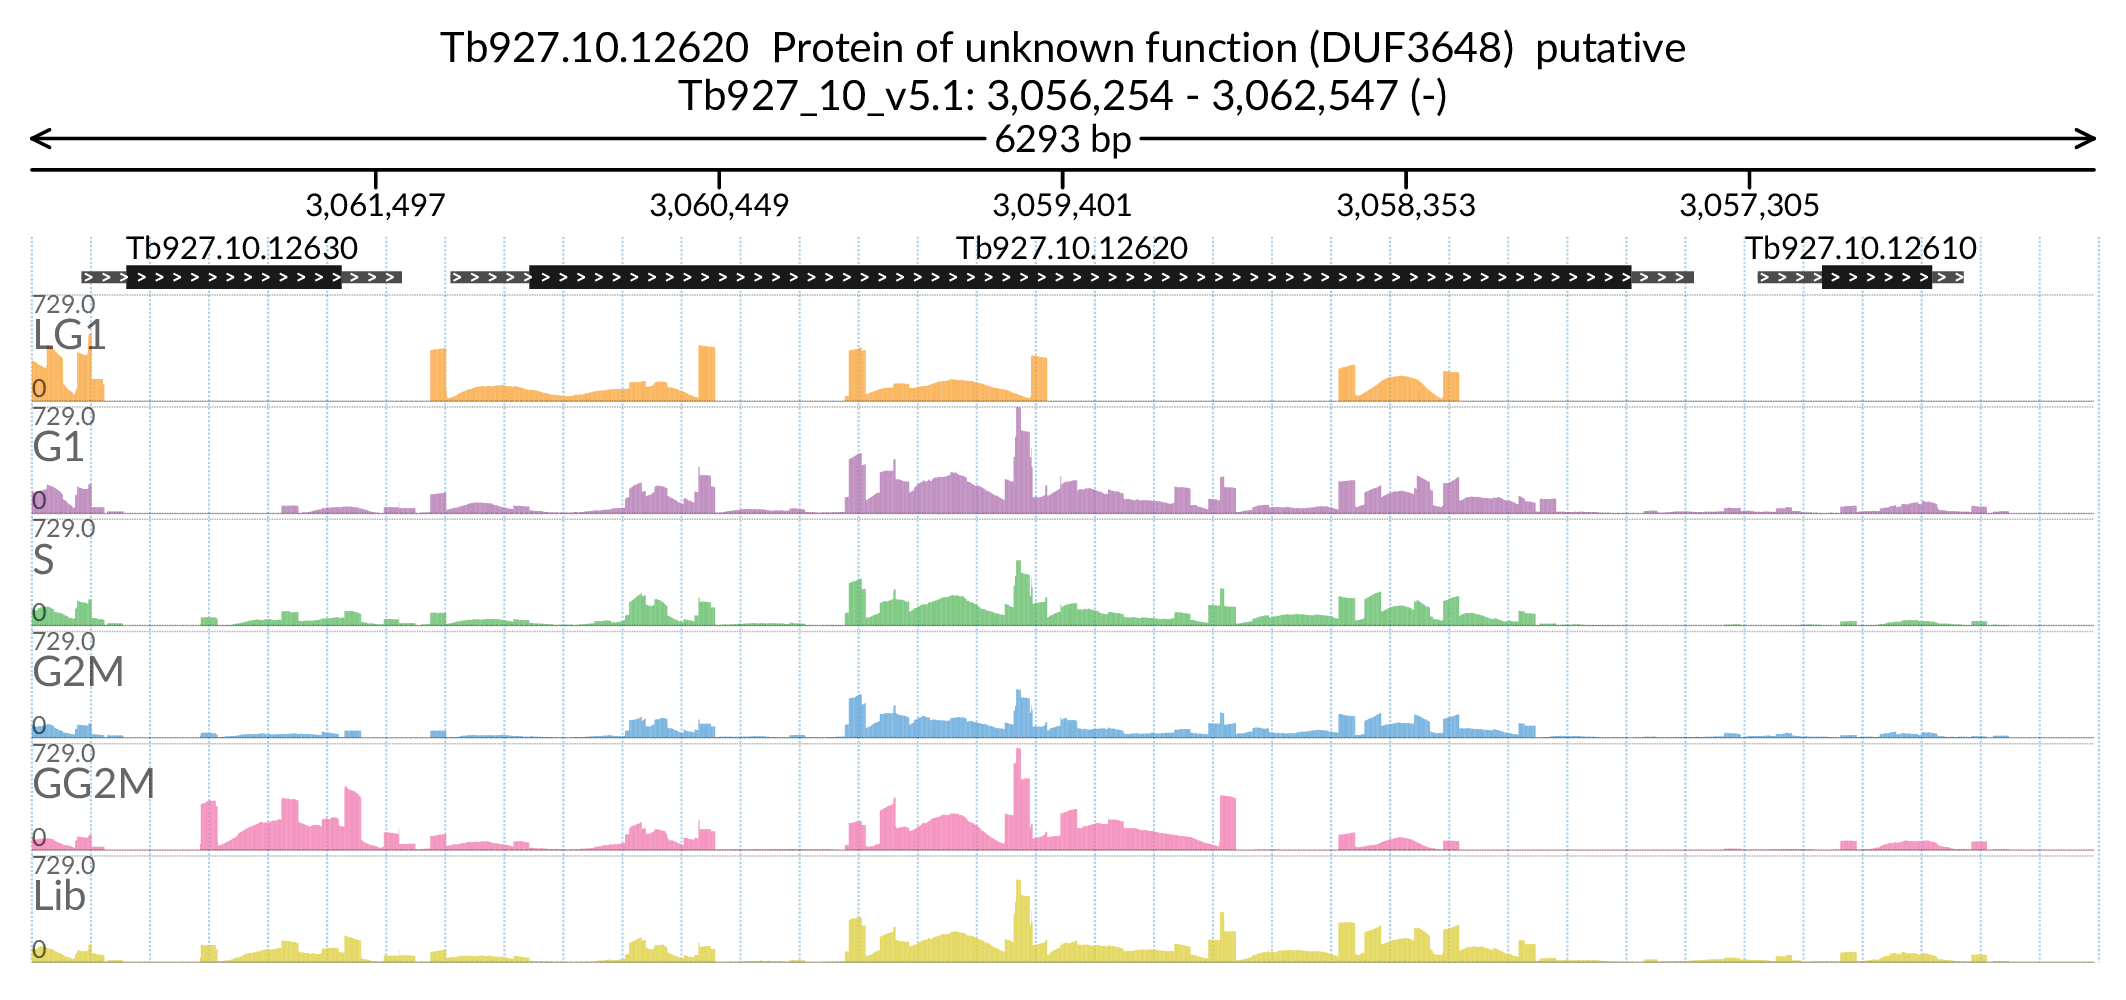 Tb927.10.12620  Protein of unknown function (DUF3648)  putative
Tb927_10_v5.1: 3,056,254 - 3,062,547 (-)
6293 bp
3,061,497 3,060,449 3,059,401 3,058,353 3,057,305
Tb927.10.12630 Tb927.10.12620 Tb927.10.12610
729.0
LG1
0
729.0
G1
0
729.0
S
0
729.0
G2M
0
729.0
GG2M
0
729.0
Lib
0